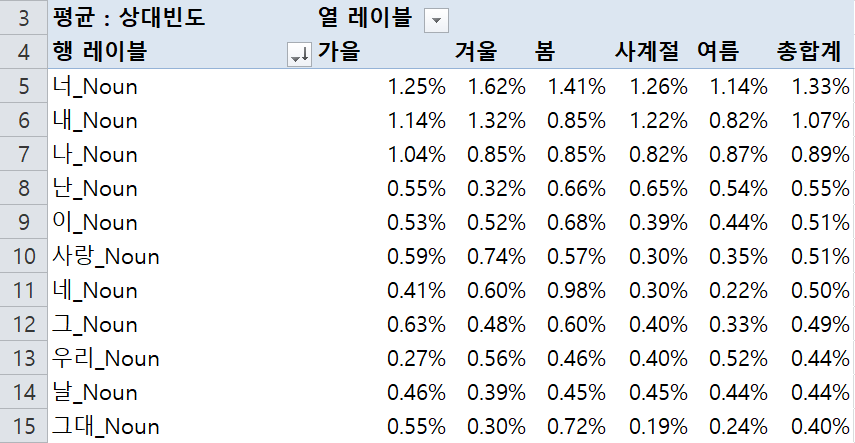 3 평균 : 상대빈도 열 레이블
4 행 레이블 가을 겨울 봄 사계절 여름 총합계
5 너_Noun 1.25% 1.62% 1.41% 1.26% 1.14% 1.33%
6 내_Noun 1.14% 1.32% 0.85% 1.22% 0.82% 1.07%
7 나_Noun 1.04% 0.85% 0.85% 0.82% 0.87% 0.89%
8 난_Noun 0.55% 0.32% 0.66% 0.65% 0.54% 0.55%
9 이_Noun 0.53% 0.52% 0.68% 0.39% 0.44% 0.51%
10 사랑_Noun 0.59% 0.74% 0.57% 0.30% 0.35% 0.51%
11 네_Noun 0.41% 0.60% 0.98% 0.30% 0.22% 0.50%
12 그_Noun 0.63% 0.48% 0.60% 0.40% 0.33% 0.49%
13 우리_Noun 0.27% 0.56% 0.46% 0.40% 0.52% 0.44%
14 날_Noun 0.46% 0.39% 0.45% 0.45% 0.44% 0.44%
15 그대_Noun 0.55% 0.30% 0.72% 0.19% 0.24% 0.40%